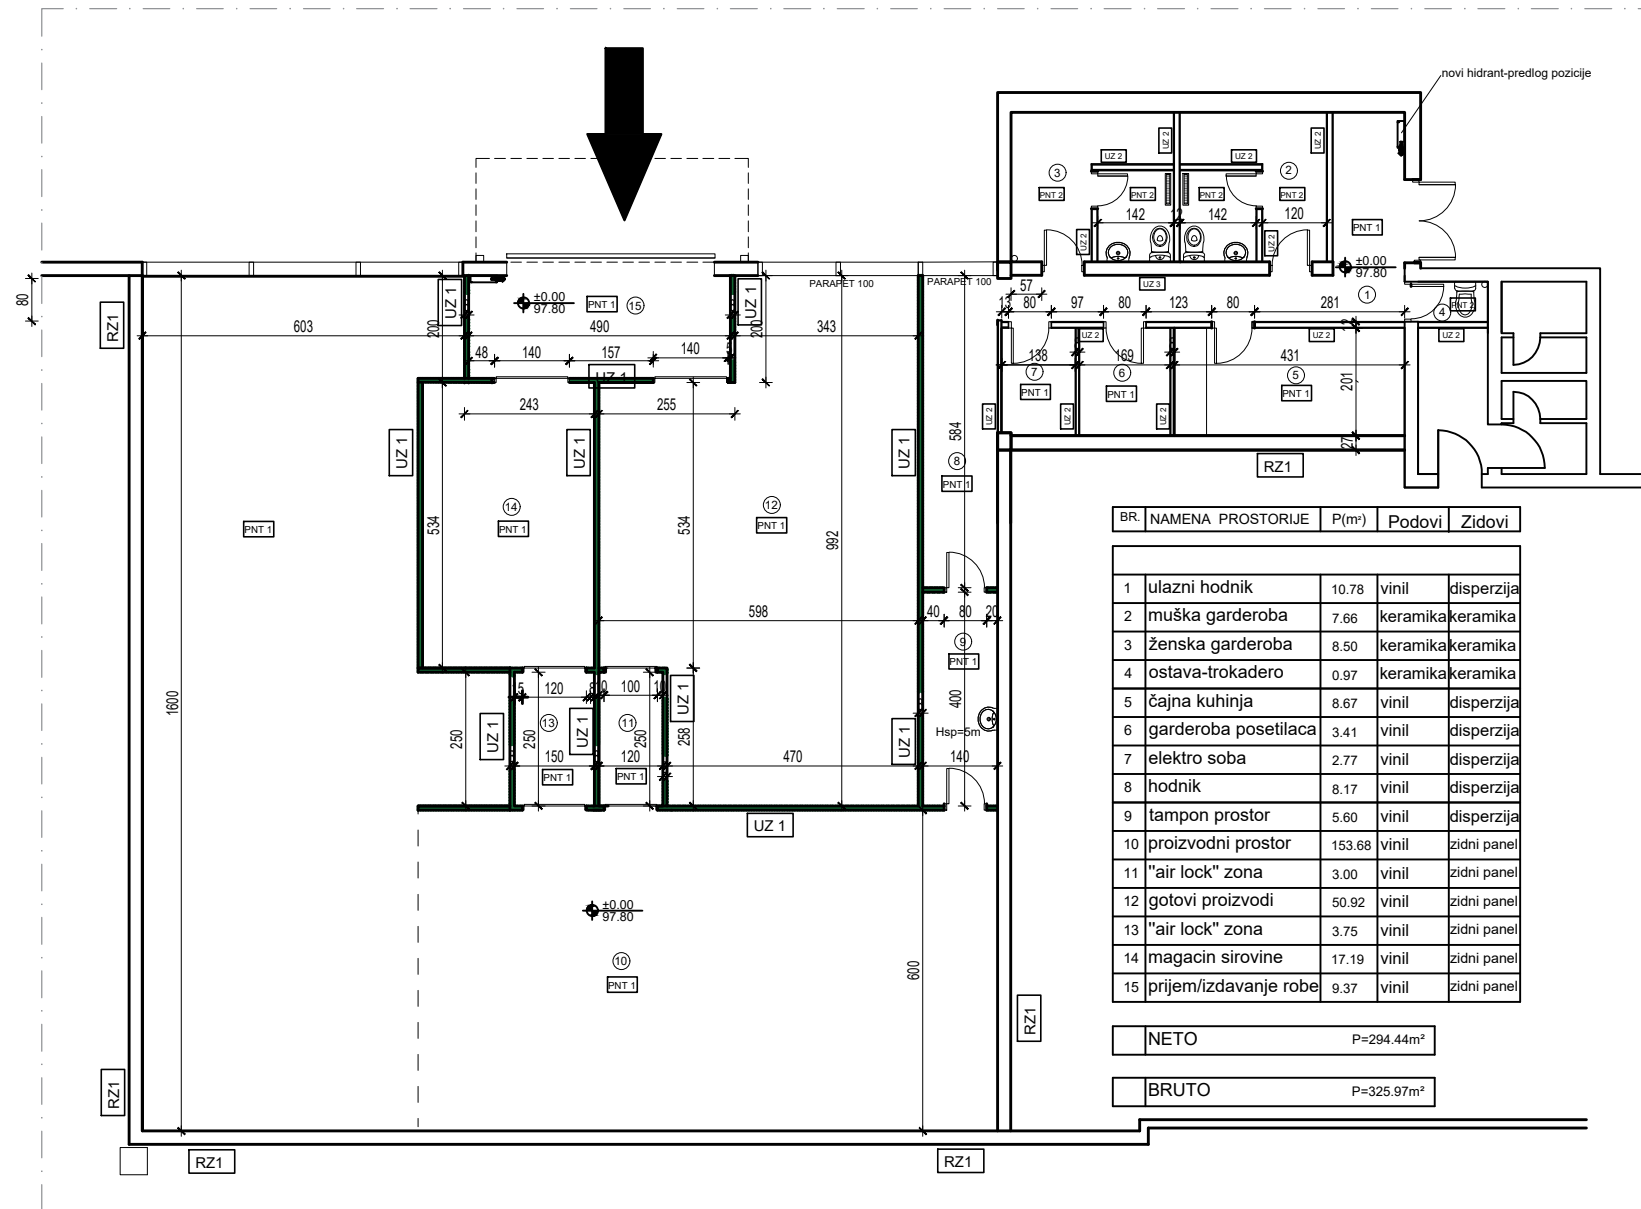 novi hidrant-predlog pozicije
UZ 2
UZ 2
UZ 2
UZ 2
3
2
PNT 2
PNT 2
PNT 2
PNT 2
142
142
120
PNT 1
UZ 2
UZ 2
±0.00
97.80
UZ 3
PARAPET 100
PARAPET 100
80
RZ1
UZ 1
±0.00
97.80
PNT 1
15
UZ 1
57
1
4
PNT 2
13
80
97
80
123
80
281
12
603
200
490
200
343
UZ 2
UZ 2
UZ 2
48
140
157
140
UZ 1
138
169
431
7
6
5
201
PNT 1
PNT 1
PNT 1
243
255
UZ 2
UZ 2
UZ 2
UZ 1
UZ 1
UZ 1
584
27
8
RZ1
PNT 1
14
12
PNT 1
PNT 1
PNT 1
534
534
992
598
40
80
20
9
PNT 1
1600
15
120
8
10
100
10
UZ 1
400
13
11
UZ 1
UZ 1
250
250
250
258
UZ 1
Hsp=5m
150
120
470
140
PNT 1
PNT 1
UZ 1
±0.00
97.80
10
PNT 1
600
RZ1
RZ1
RZ1
RZ1
BR. NAMENA PROSTORIJE P(m²) Podovi Zidovi
1 ulazni hodnik 10.78 vinil disperzija
2 muška garderoba 7.66 keramika keramika
3 ženska garderoba 8.50 keramika keramika
4 ostava-trokadero 0.97 keramika keramika
5 čajna kuhinja 8.67 vinil disperzija
6 garderoba posetilaca 3.41 vinil disperzija
7 elektro soba 2.77 vinil disperzija
8 hodnik 8.17 vinil disperzija
9 tampon prostor 5.60 vinil disperzija
10 proizvodni prostor 153.68 vinil zidni panel
11 "air lock" zona 3.00 vinil zidni panel
12 gotovi proizvodi 50.92 vinil zidni panel
13 "air lock" zona 3.75 vinil zidni panel
14 magacin sirovine 17.19 vinil zidni panel
15 prijem/izdavanje robe 9.37 vinil zidni panel
NETO P=294.44m²
BRUTO P=325.97m²